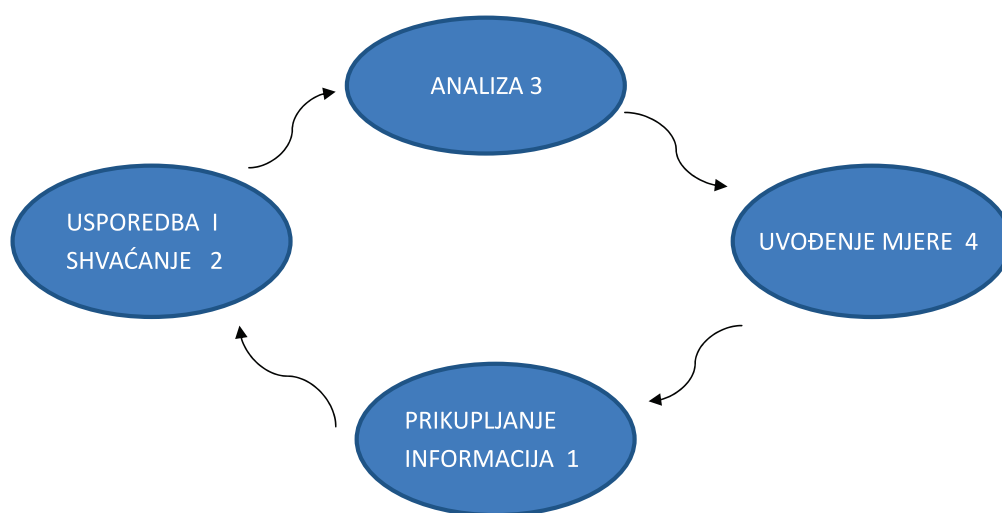 ANALIZA 3
USPOREDBA I
SHVAĆANJE 2
UVOĐENJE MJERE 4
PRIKUPLJANJE
INFORMACIJA 1